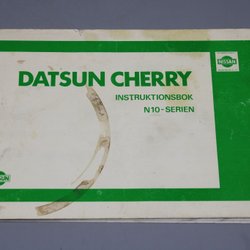 NISSAN
DATSUN CHERRY
INSTRUKTIONSBOK
N10-SERIEN